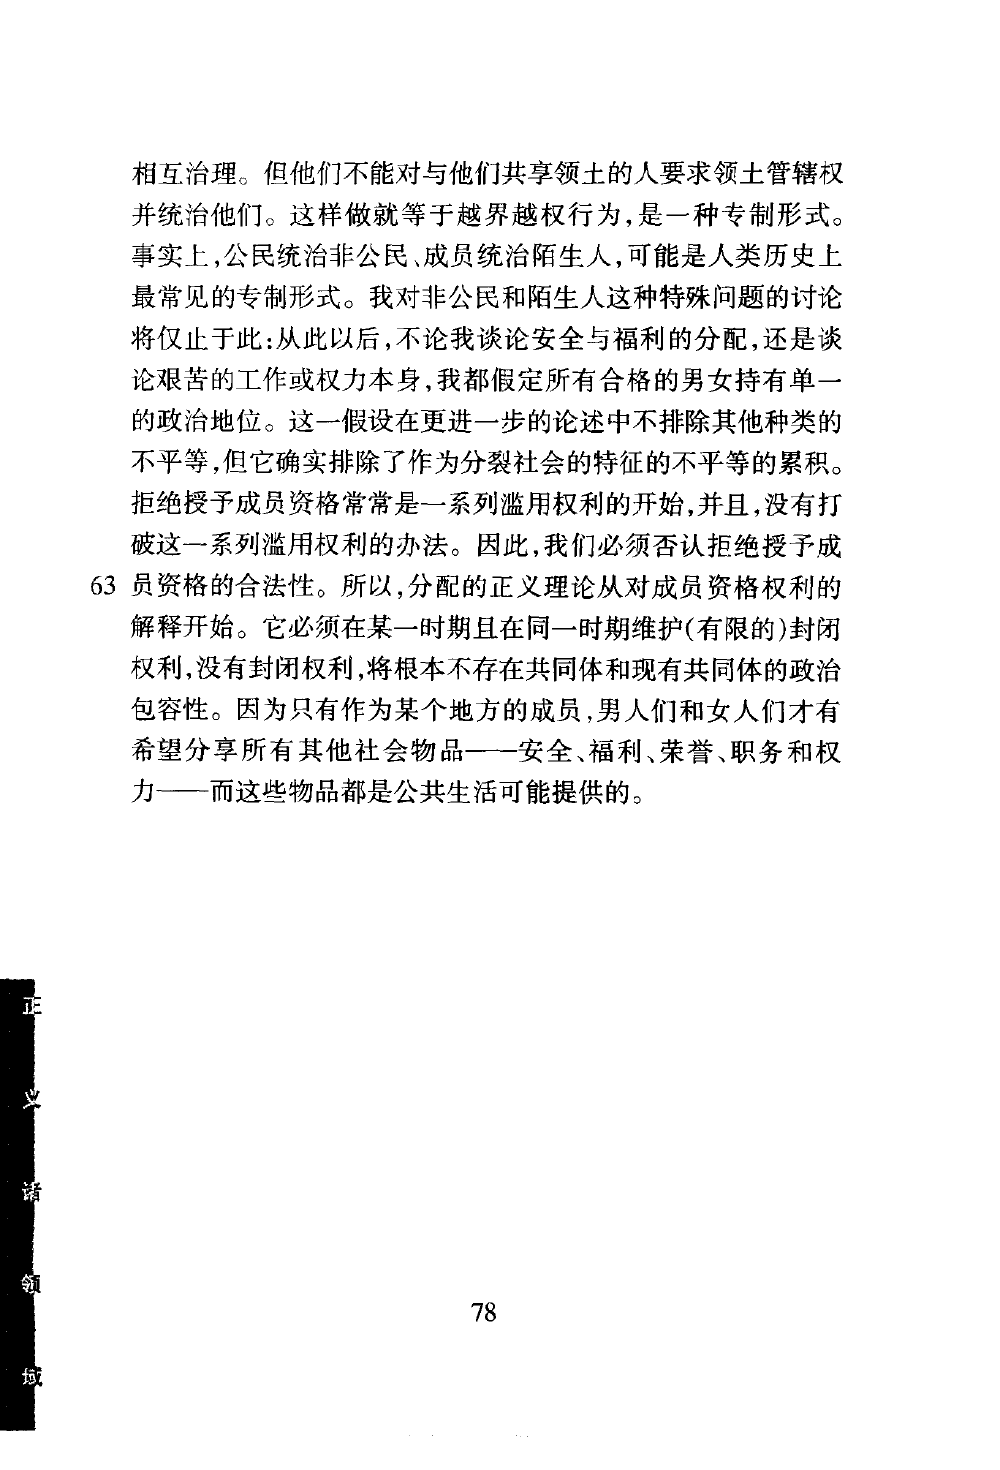 相互治理。但他们不能对与他们共享领土的人要求领土管辖权
并统治他们。这样做就等于越界越权行为,是一种专制形式。
事实上,公民统治非公民、成员统治陌生人,可能是人类历史上
最常见的专制形式。我对非公民和陌生人这种特殊问题的讨论
将仅止于此:从此以后,不论我谈论安全与福利的分配,还是谈
论艰苦的工作或权力本身,我都假定所有合格的男女持有单一
的政治地位。这一假设在更进一步的论述中不排除其他种类的
不平等,但它确实排除了作为分裂社会的特征的不平等的累积。
拒绝授予成员资格常常是一系列滥用权利的开始,并且,没有打
破这一系列滥用权利的办法。因此,我们必须否认拒绝授予成
63 员资格的合法性。所以,分配的正义理论从对成员资格权利的
解释开始。它必须在某一时期且在同一时期维护(有限的)封闭
权利,没有封闭权利,将根本不存在共同体和现有共同体的政治
包容性。因为只有作为某个地方的成员,男人们和女人们才有
希望分享所有其他社会物品——安全、福利、荣誉、职务和权
力——而这些物品都是公共生活可能提供的。
正
义
诸
领
域
78